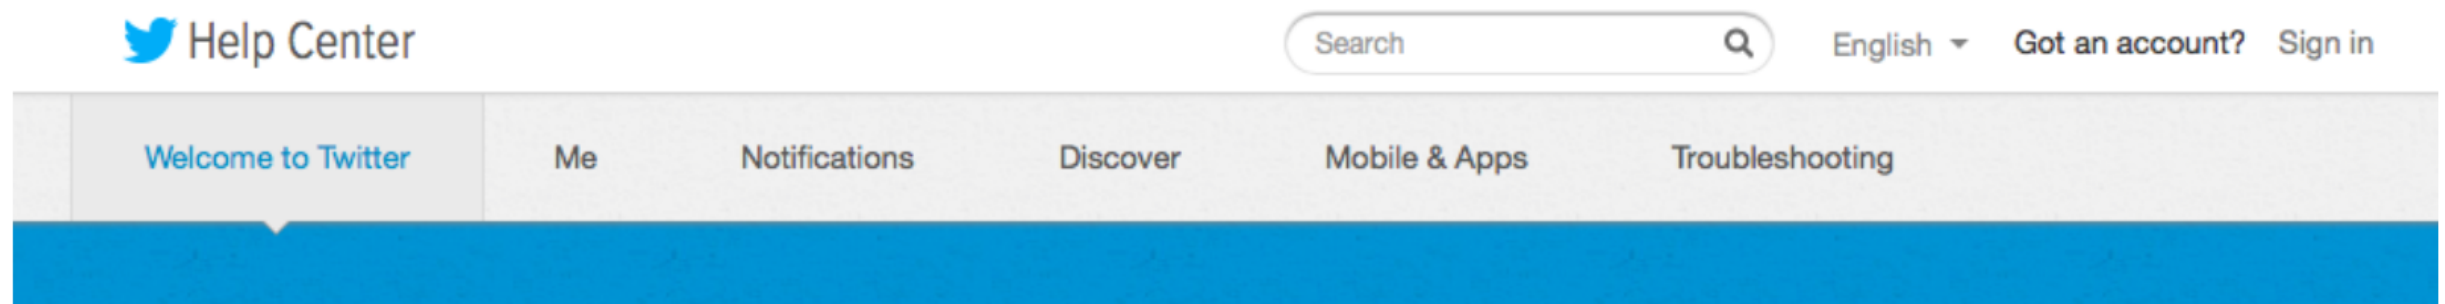 Help Center Search English Got an account? Sign in
Welcome to Twitter Me Notifications Discover Mobile & Apps Troubleshooting